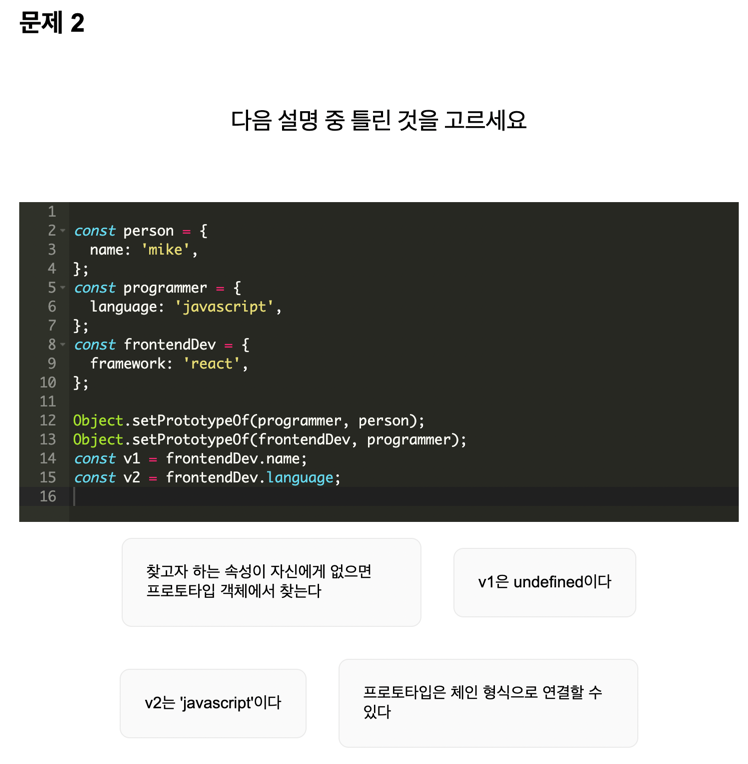 문제 2
다음 설명 중 틀린 것을 고르세요
1
2 const person = {
3   name: 'mike',
4 };
5 const programmer = {
6   language: 'javascript',
7 };
8 const frontendDev = {
9   framework: 'react',
10 };
11
12 Object.setPrototypeOf(programmer, person);
13 Object.setPrototypeOf(frontendDev, programmer);
14 const v1 = frontendDev.name;
15 const v2 = frontendDev.language;
16
찾고자 하는 속성이 자신에게 없으면
프로토타입 객체에서 찾는다
v1은 undefined이다
v2는 'javascript'이다
프로토타입은 체인 형식으로 연결할 수
있다